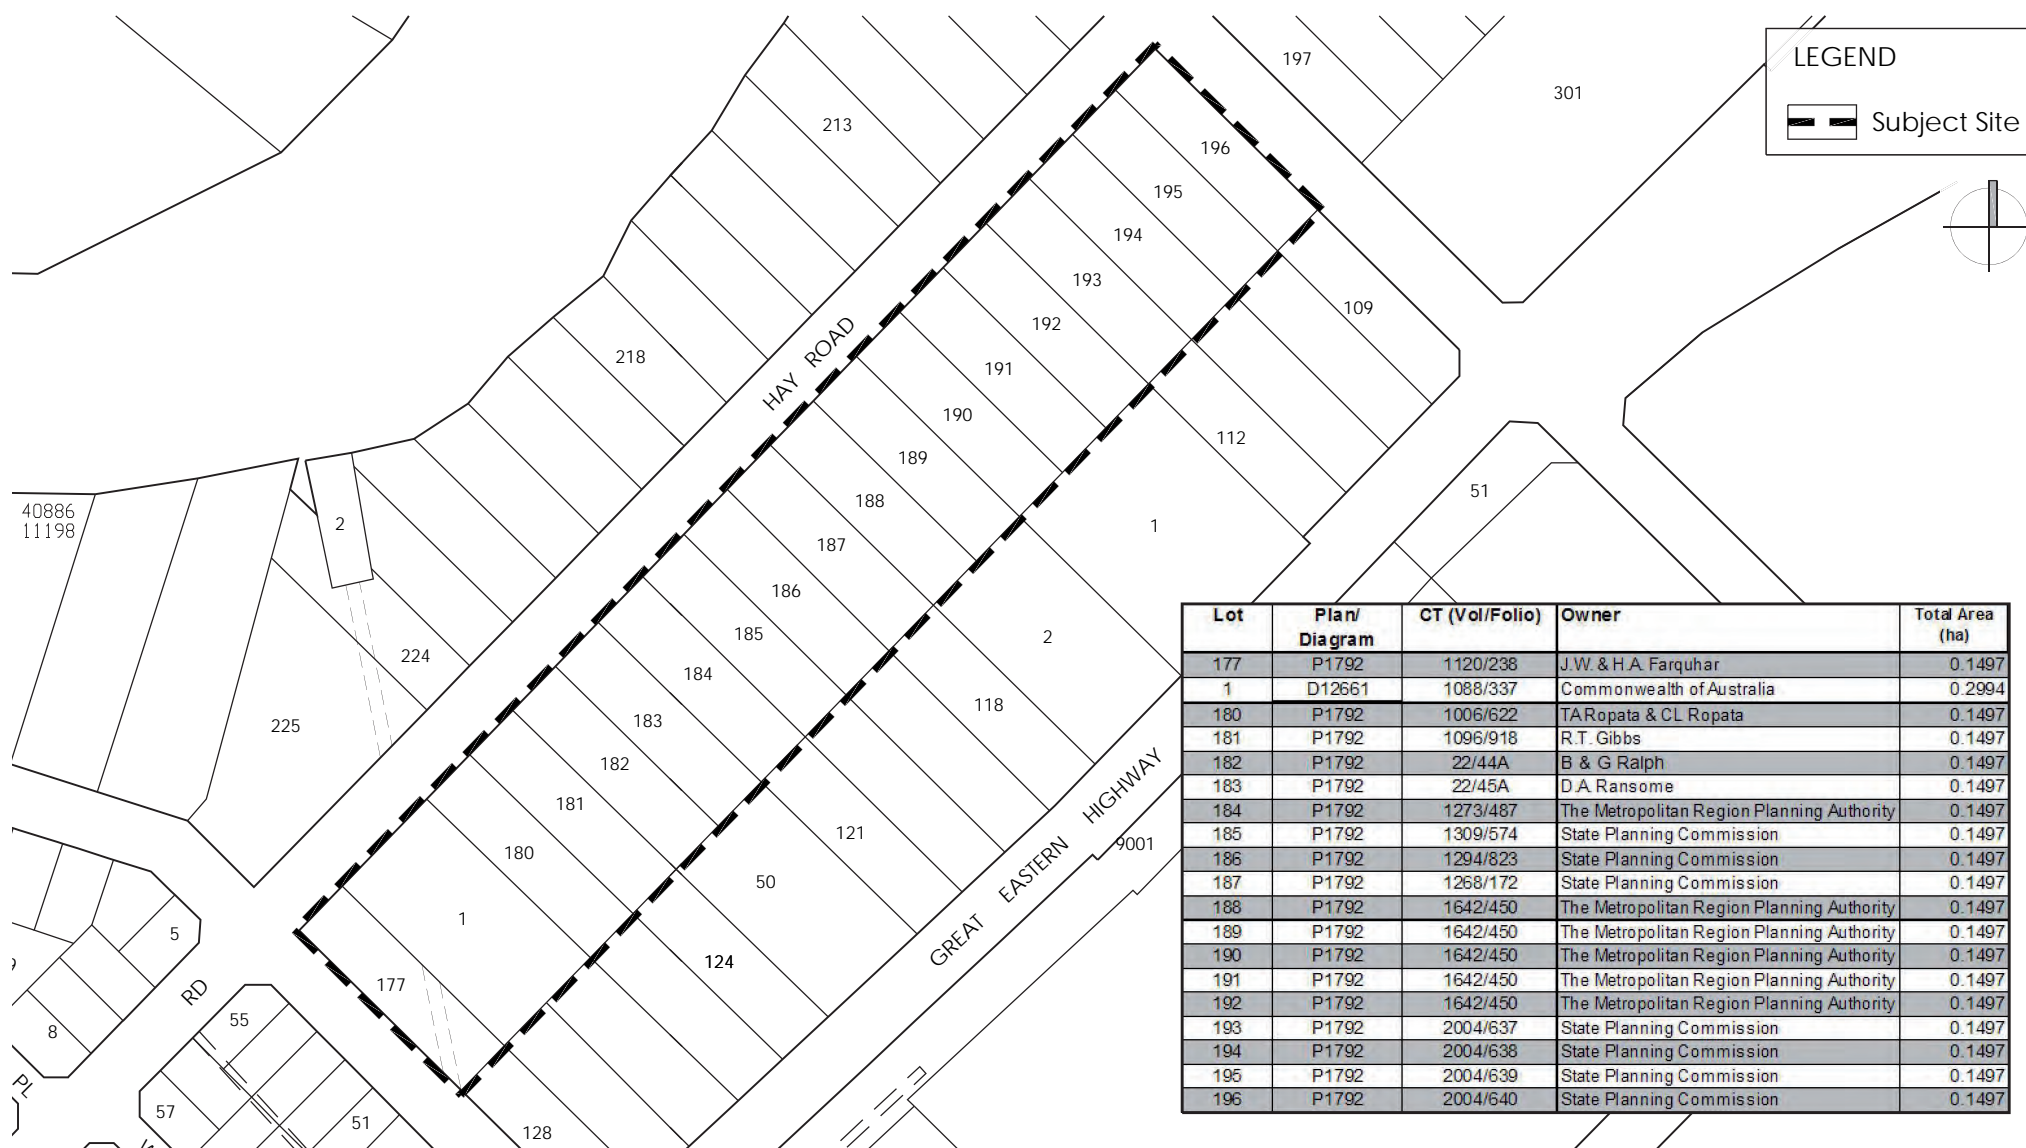 197
301
LEGEND
Subject Site
213
196
195
194
193
109
192
218
HAY ROAD
191
190
112
189
188
51
40886
11198
2
1
187
186
185
2
224
184
118
183
225
182
181
121
180
50
GREAT EASTERN HIGHWAY
9001
1
5
124
177
RD
55
8
PL
57
51
128
Lot Plan/ Diagram CT (Vol/Folio) Owner Total Area (ha)
177 P1792 1120/238 J.W. & H.A. Farquhar 0.1497
1 D12661 1088/337 Commonwealth of Australia 0.2994
180 P1792 1006/622 TA Ropata & CL Ropata 0.1497
181 P1792 1096/918 R.T. Gibbs 0.1497
182 P1792 22/44A B & G Ralph 0.1497
183 P1792 22/45A D.A. Ransome 0.1497
184 P1792 1273/487 The Metropolitan Region Planning Authority 0.1497
185 P1792 1309/574 State Planning Commission 0.1497
186 P1792 1294/823 State Planning Commission 0.1497
187 P1792 1268/172 State Planning Commission 0.1497
188 P1792 1642/450 The Metropolitan Region Planning Authority 0.1497
189 P1792 1642/450 The Metropolitan Region Planning Authority 0.1497
190 P1792 1642/450 The Metropolitan Region Planning Authority 0.1497
191 P1792 1642/450 The Metropolitan Region Planning Authority 0.1497
192 P1792 1642/450 The Metropolitan Region Planning Authority 0.1497
193 P1792 2004/637 State Planning Commission 0.1497
194 P1792 2004/638 State Planning Commission 0.1497
195 P1792 2004/639 State Planning Commission 0.1497
196 P1792 2004/640 State Planning Commission 0.1497